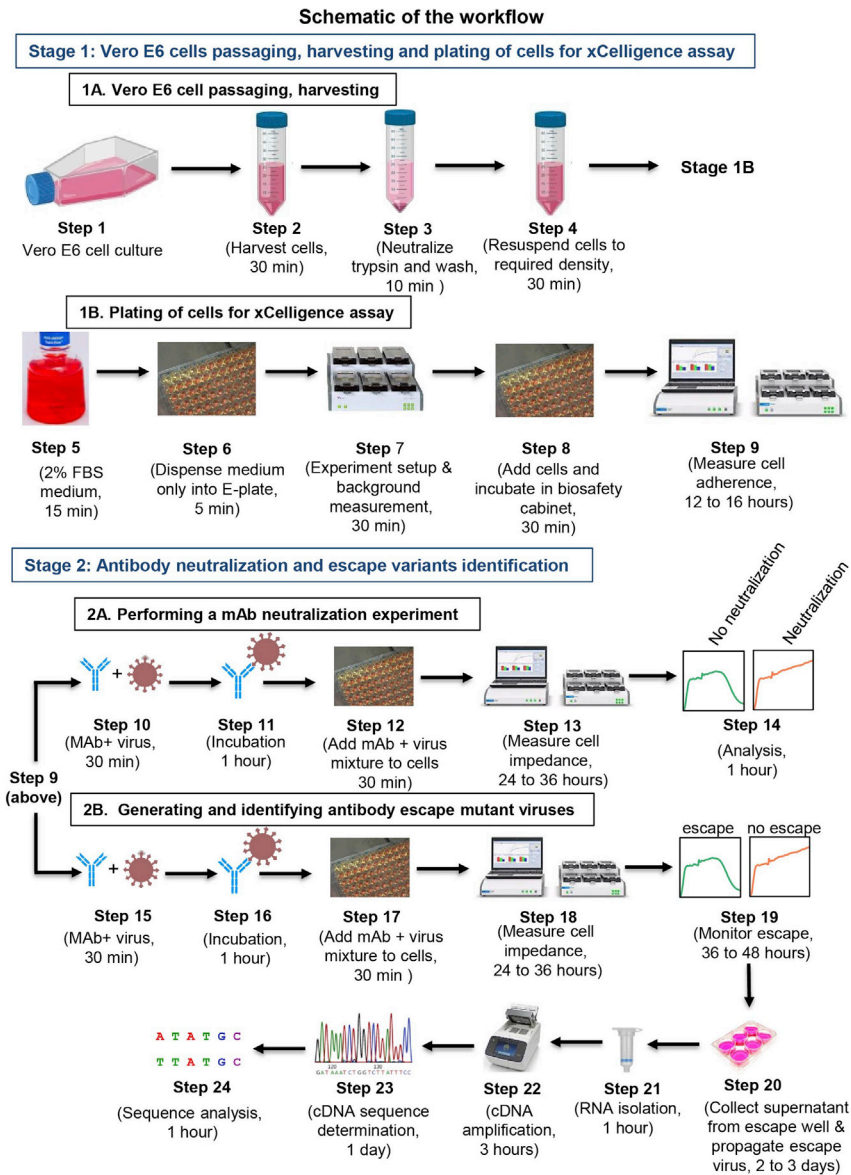 Schematic of the workflow
Stage 1: Vero E6 cells passaging, harvesting and plating of cells for xCelligence assay
1A. Vero E6 cell passaging, harvesting
Step 1
Vero E6 cell culture
Step 2
(Harvest cells,
30 min)
Step 3
(Neutralize
trypsin and wash,
10 min )
Step 4
(Resuspend cells to
required density,
30 min)
Stage 1B
1B. Plating of cells for xCelligence assay
Step 5
(2% FBS
medium,
15 min)
Step 6
(Dispense medium
only into E-plate,
5 min)
Step 7
(Experiment setup &
background
measurement,
30 min)
Step 8
(Add cells and
incubate in biosafety
cabinet,
30 min)
Step 9
(Measure cell
adherence,
12 to 16 hours)
Stage 2: Antibody neutralization and escape variants identification
2A. Performing a mAb neutralization experiment
Step 9
(above)
+
Step 10
(MAb+ virus,
30 min)
Step 11
(Incubation
1 hour)
Step 12
(Add mAb + virus
mixture to cells
30 min)
Step 13
(Measure cell
impedance,
24 to 36 hours)
No neutralization
Neutralization
Step 14
(Analysis,
1 hour)
2B. Generating and identifying antibody escape mutant viruses
+
Step 15
(MAb+ virus,
30 min)
Step 16
(Incubation,
1 hour)
Step 17
(Add mAb + virus
mixture to cells,
30 min )
Step 18
(Measure cell
impedance,
24 to 36 hours)
escape
no escape
Step 19
(Monitor escape,
36 to 48 hours)
Step 20
(Collect supernatant
from escape well &
propagate escape
virus, 2 to 3 days)
Step 21
(RNA isolation,
1 hour)
Step 22
(cDNA
amplification,
3 hours)
120 130
GATAAATCTGGTCTTATTTCC
Step 23
(cDNA sequence
determination,
1 day)
A T A T G C
T T A T G C
Step 24
(Sequence analysis,
1 hour)